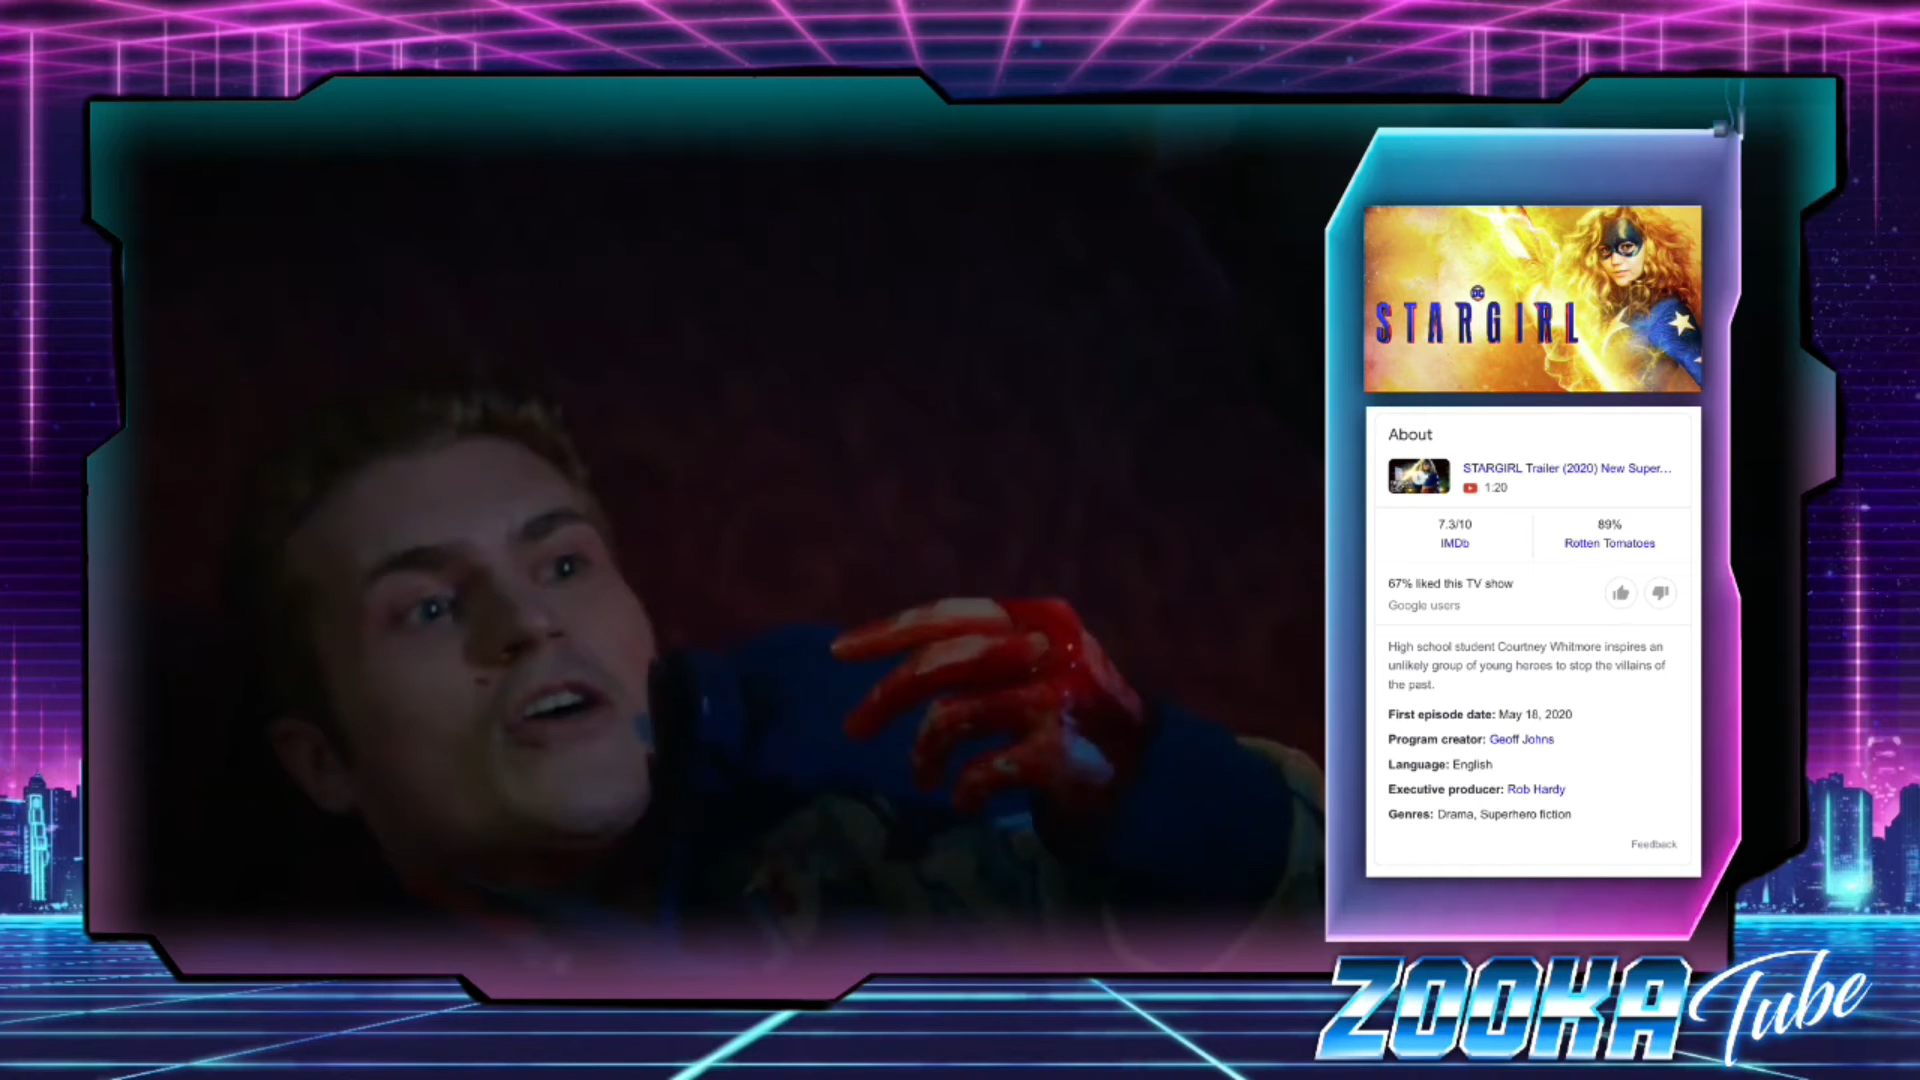 DC
STARGIRL
About
STARGIRL Trailer (2020) New Super...
1:20
7.3/10
IMDb
89%
Rotten Tomatoes
67% liked this TV show
Google users
High school student Courtney Whitmore inspires an
unlikely group of young heroes to stop the villains of
the past.
First episode date: May 18, 2020
Program creator: Geoff Johns
Language: English
Executive producer: Rob Hardy
Genres: Drama, Superhero fiction
Feedback
ZOOKA Tube